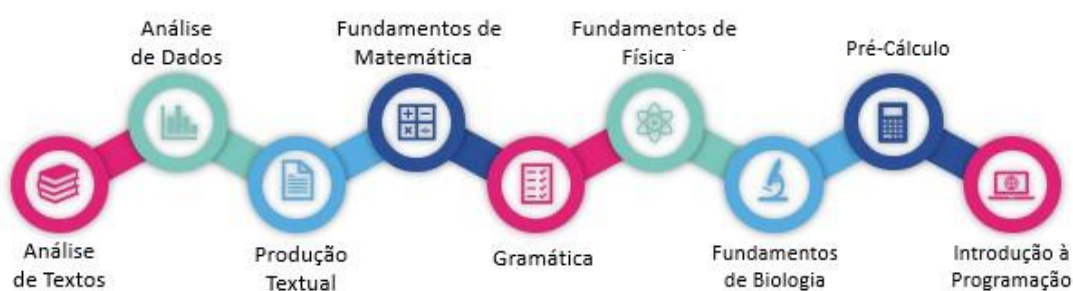 Análise
de Textos
Análise
de Dados
Produção
Textual
Fundamentos de
Matemática
Gramática
Fundamentos de
Física
Fundamentos
de Biologia
Pré-Cálculo
Introdução à
Programação